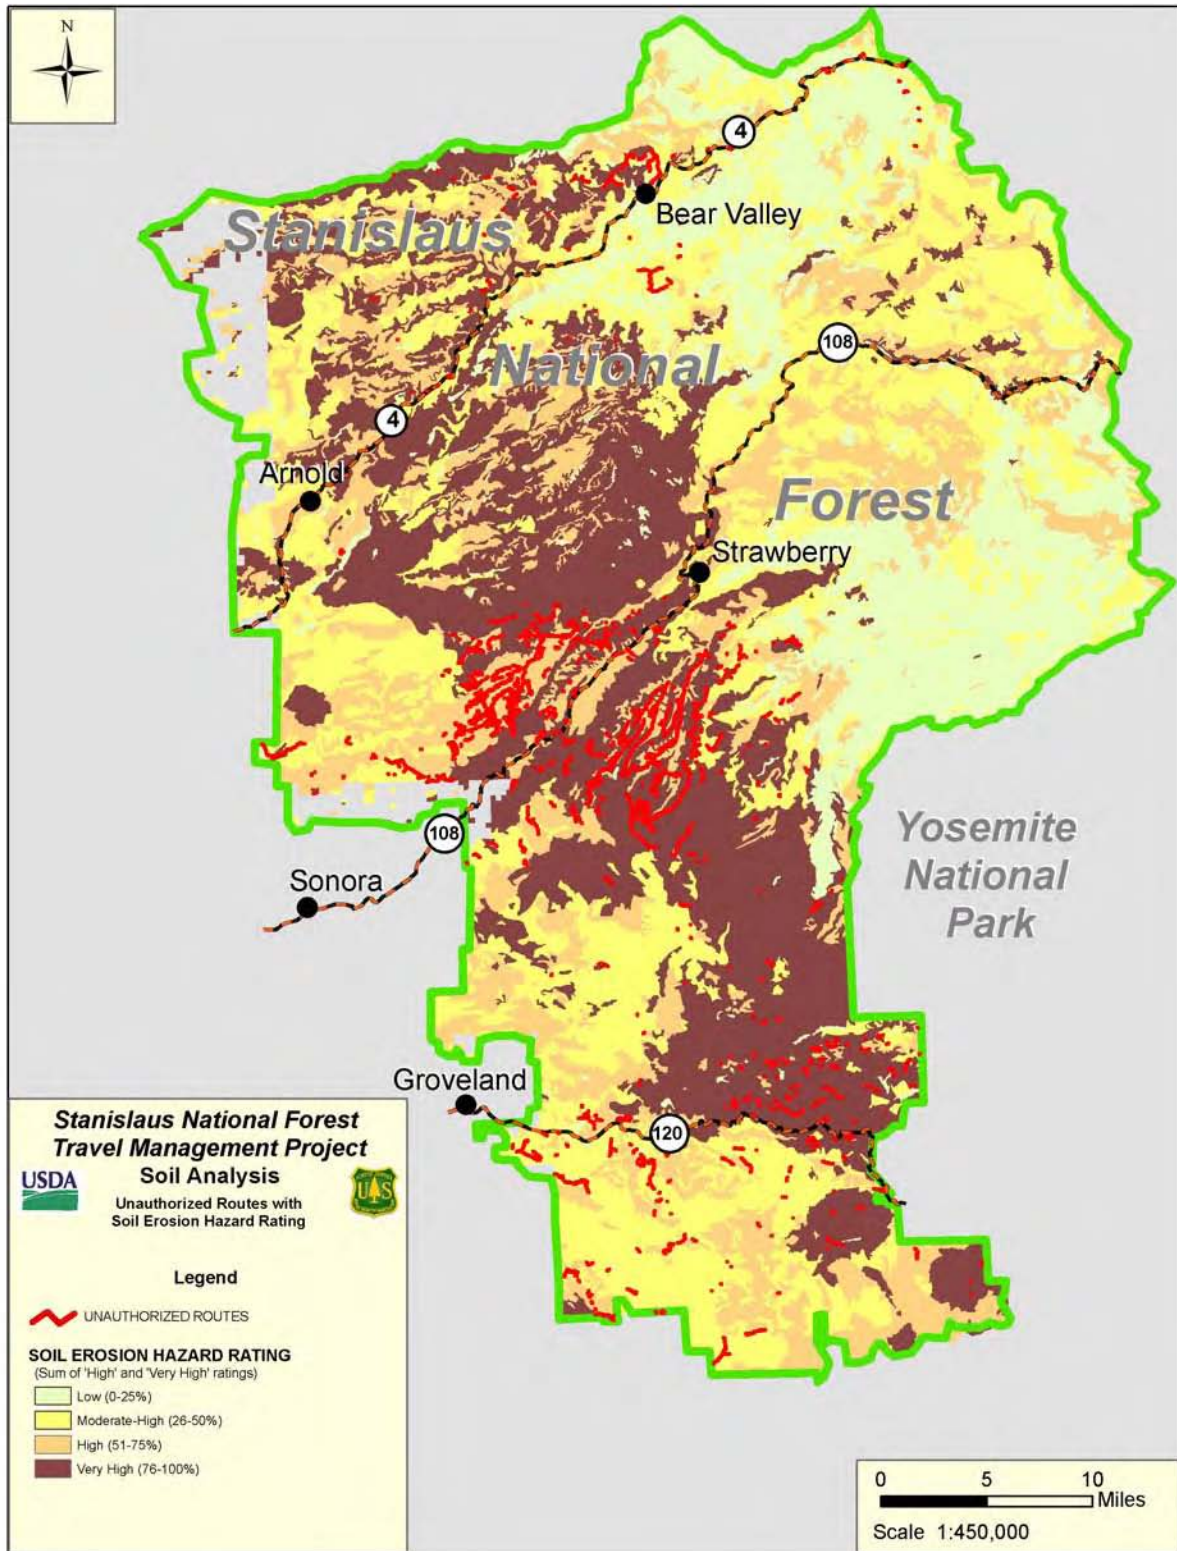 N
4
Bear Valley
Stanislaus
108
National
4
Arnold
Forest
Strawberry
Yosemite
National
Park
108
Sonora
Groveland
120
Stanislaus National Forest
Travel Management Project
Soil Analysis
USDA
Unauthorized Routes with
Soil Erosion Hazard Rating
U S
Legend
UNAUTHORIZED ROUTES
SOIL EROSION HAZARD RATING
(Sum of 'High' and 'Very High' ratings)
Low (0-25%)
Moderate-High (26-50%)
High (51-75%)
Very High (76-100%)
0 5 10
Miles
Scale 1:450,000